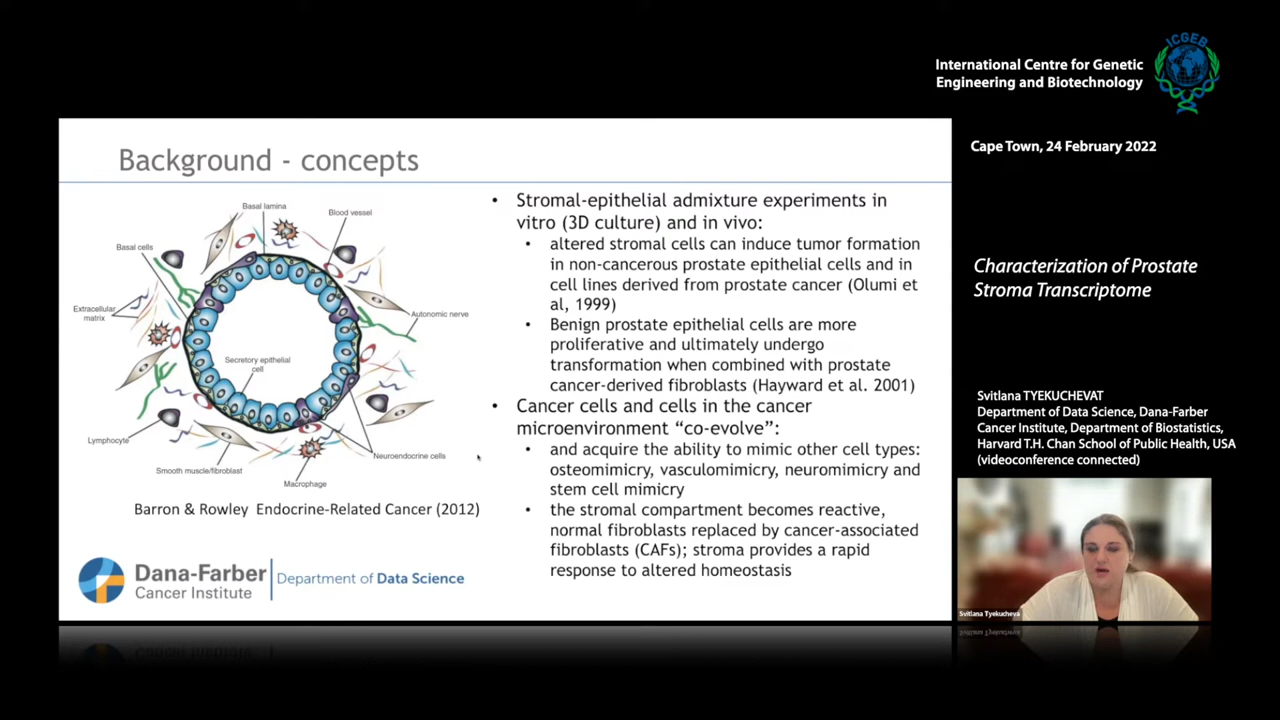 International Centre for Genetic
Engineering and Biotechnology
ICGEB
Cape Town, 24 February 2022
Characterization of Prostate
Stroma Transcriptome
Svitlana TYEKUCHEVAT
Department of Data Science, Dana-Farber
Cancer Institute, Department of Biostatistics,
Harvard T.H. Chan School of Public Health, USA
(videoconference connected)
Svitlana Tyekucheva
Background - concepts
Basal lamina
Blood vessel
Basal cells
Extracellular
matrix
Autonomic nerve
Secretory epithelial
cell
Lymphocyte
Neuroendocrine cells
Smooth muscle/fibroblast
Macrophage
Barron & Rowley Endocrine-Related Cancer (2012)
• Stromal-epithelial admixture experiments in
vitro (3D culture) and in vivo:
• altered stromal cells can induce tumor formation
in non-cancerous prostate epithelial cells and in
cell lines derived from prostate cancer (Olumi et
al, 1999)
• Benign prostate epithelial cells are more
proliferative and ultimately undergo
transformation when combined with prostate
cancer-derived fibroblasts (Hayward et al. 2001)
• Cancer cells and cells in the cancer
microenvironment “co-evolve”:
• and acquire the ability to mimic other cell types:
osteomimicry, vasculomimicry, neuromimicry and
stem cell mimicry
• the stromal compartment becomes reactive,
normal fibroblasts replaced by cancer-associated
fibroblasts (CAFs); stroma provides a rapid
response to altered homeostasis
Dana-Farber
Cancer Institute
Department of Data Science